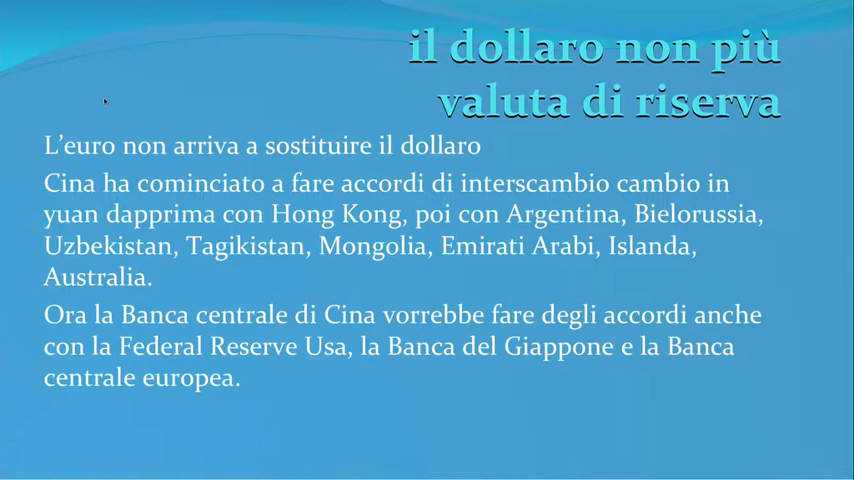 il dollaro non più
valuta di riserva
L’euro non arriva a sostituire il dollaro
Cina ha cominciato a fare accordi di interscambio cambio in
yuan dapprima con Hong Kong, poi con Argentina, Bielorussia,
Uzbekistan, Tagikistan, Mongolia, Emirati Arabi, Islanda,
Australia.
Ora la Banca centrale di Cina vorrebbe fare degli accordi anche
con la Federal Reserve Usa, la Banca del Giappone e la Banca
centrale europea.